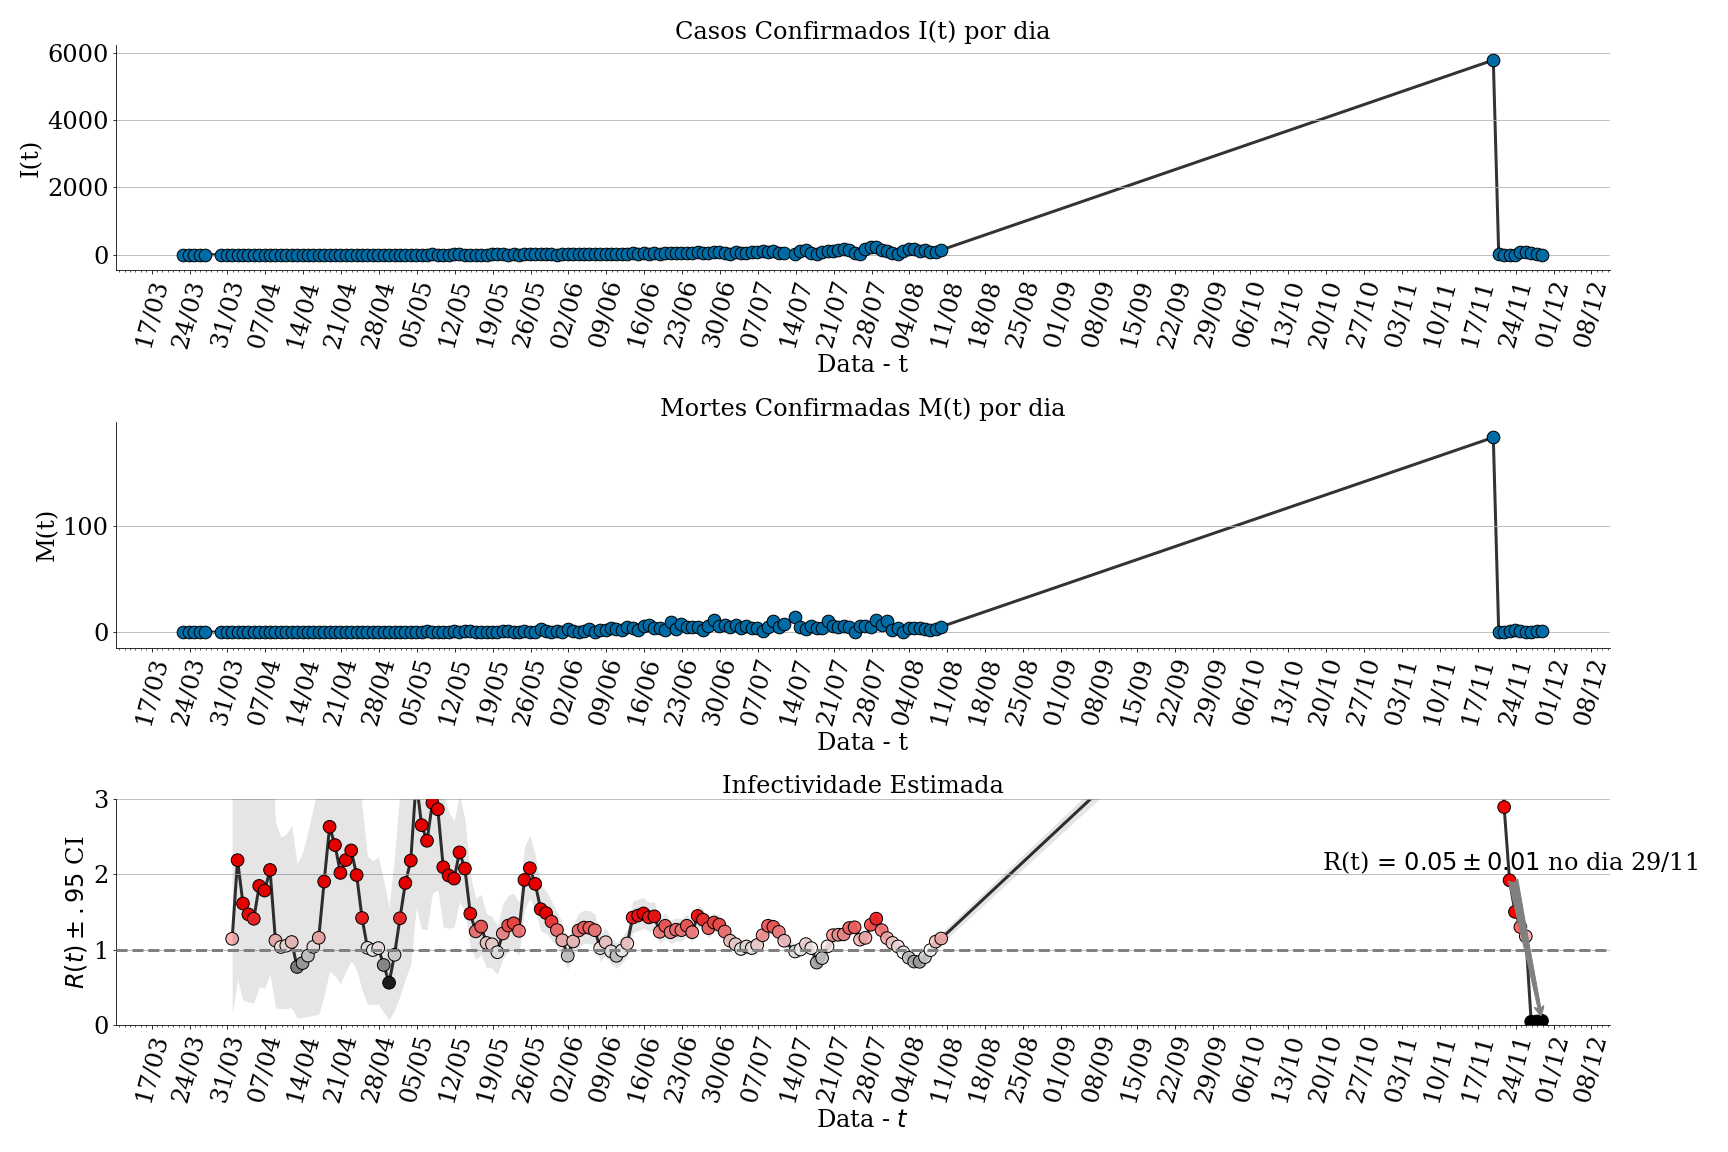 Casos Confirmados I(t) por dia
6000
4000
2000
0
I(t)
17/03 24/03 31/03 07/04 14/04 21/04 28/04 05/05 12/05 19/05 26/05 02/06 09/06 16/06 23/06 30/06 07/07 14/07 21/07 28/07 04/08 11/08 18/08 25/08 01/09 08/09 15/09 22/09 29/09 06/10 13/10 20/10 27/10 03/11 10/11 17/11 24/11 01/12 08/12
Data - t
Mortes Confirmadas M(t) por dia
100
0
M(t)
17/03 24/03 31/03 07/04 14/04 21/04 28/04 05/05 12/05 19/05 26/05 02/06 09/06 16/06 23/06 30/06 07/07 14/07 21/07 28/07 04/08 11/08 18/08 25/08 01/09 08/09 15/09 22/09 29/09 06/10 13/10 20/10 27/10 03/11 10/11 17/11 24/11 01/12 08/12
Data - t
Infectividade Estimada
3
2
1
0
R(t) ± .95 CI
R(t) = 0.05 ± 0.01 no dia 29/11
17/03 24/03 31/03 07/04 14/04 21/04 28/04 05/05 12/05 19/05 26/05 02/06 09/06 16/06 23/06 30/06 07/07 14/07 21/07 28/07 04/08 11/08 18/08 25/08 01/09 08/09 15/09 22/09 29/09 06/10 13/10 20/10 27/10 03/11 10/11 17/11 24/11 01/12 08/12
Data - t